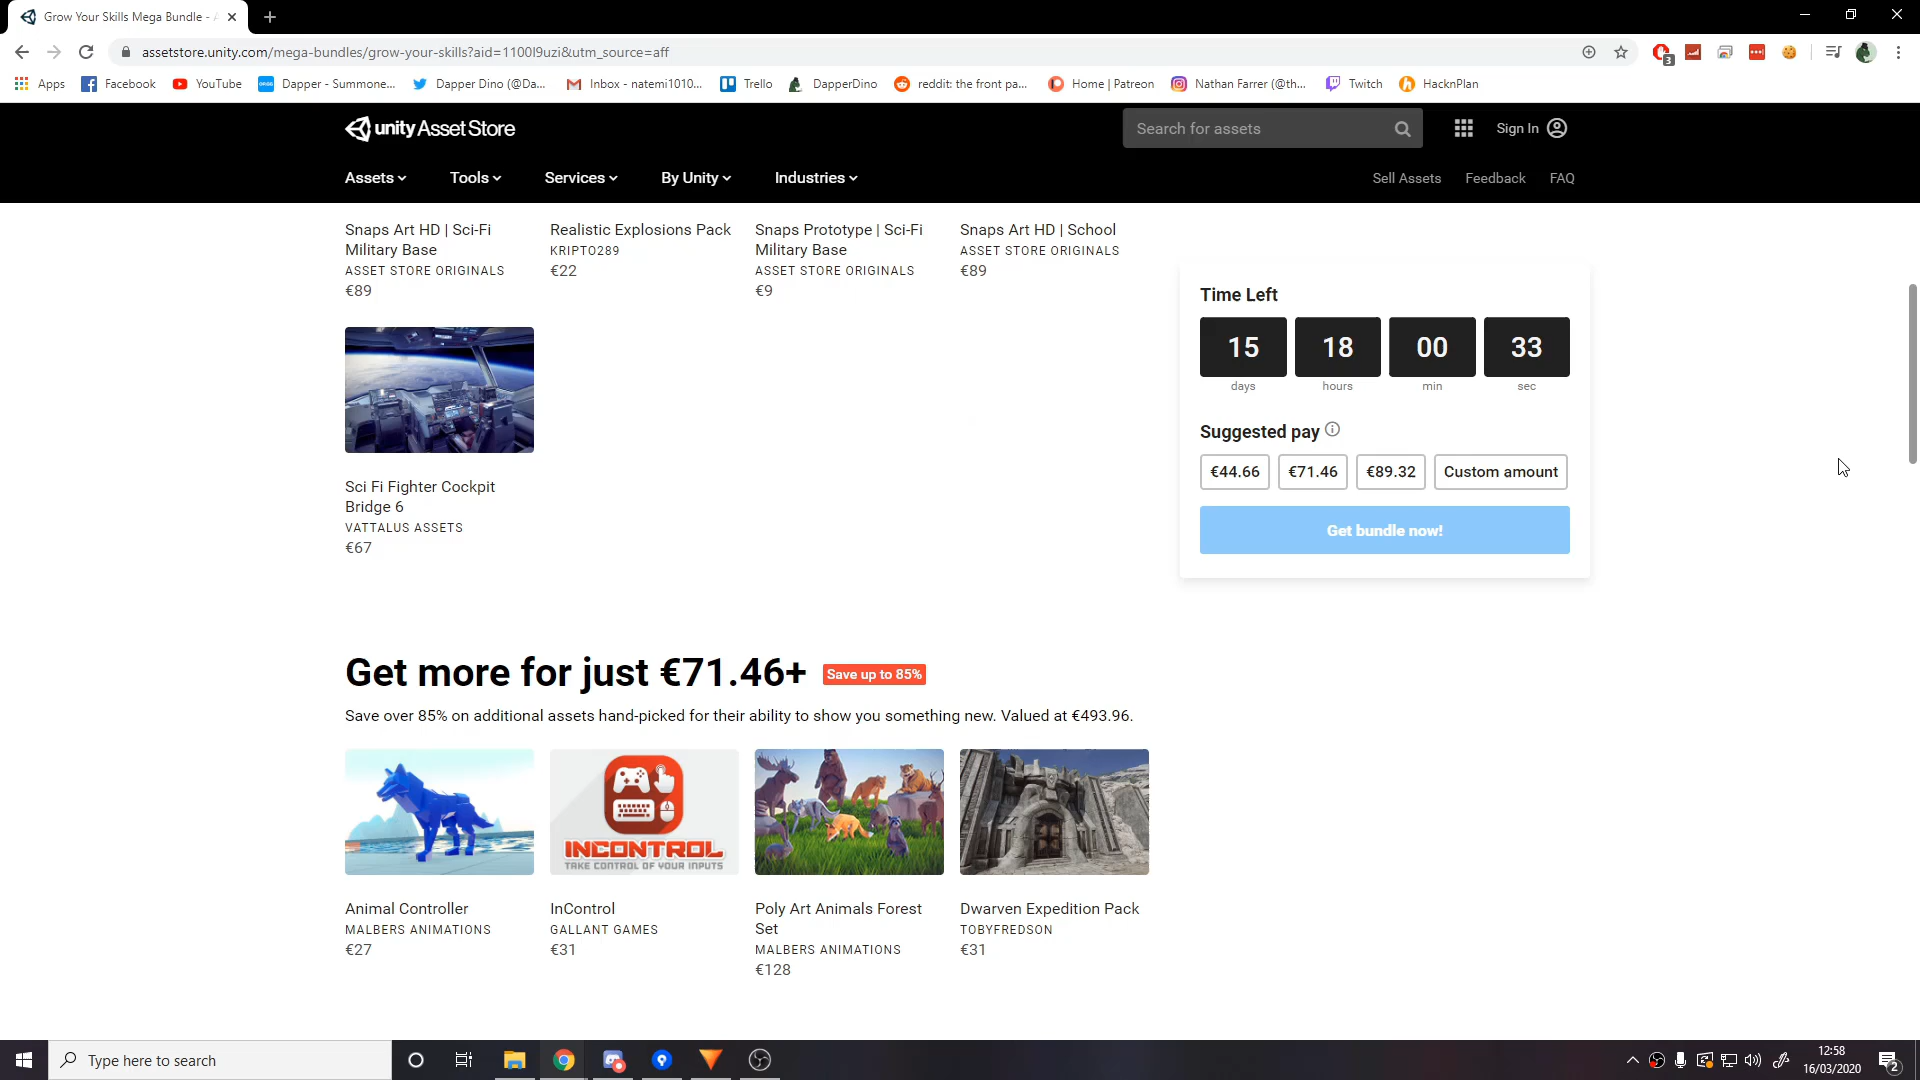 Grow Your Skills Mega Bundle - A
assetstore.unity.com/mega-bundles/grow-your-skills?aid=1100l9uzi&utm_source=aff
3
Apps
Facebook
YouTube
Dapper - Summone...
Dapper Dino (@Da...
Inbox - natemi1010...
Trello
DapperDino
reddit: the front pa...
Home | Patreon
Nathan Farrer (@th...
Twitch
HacknPlan
unity Asset Store
Search for assets
Sign In
Assets
Tools
Services
By Unity
Industries
Sell Assets
Feedback
FAQ
Snaps Art HD | Sci-Fi
Military Base
ASSET STORE ORIGINALS
€89
Realistic Explosions Pack
KRIPTO289
€22
Snaps Prototype | Sci-Fi
Military Base
ASSET STORE ORIGINALS
€9
Snaps Art HD | School
ASSET STORE ORIGINALS
€89
Time Left
15
18
00
33
days
hours
min
sec
Suggested pay
€44.66
€71.46
€89.32
Custom amount
Get bundle now!
Sci Fi Fighter Cockpit
Bridge 6
VATTALUS ASSETS
€67
Get more for just €71.46+
Save up to 85%
Save over 85% on additional assets hand-picked for their ability to show you something new. Valued at €493.96.
INCONTROL
TAKE CONTROL OF YOUR INPUTS
Animal Controller
MALBERS ANIMATIONS
€27
InControl
GALLANT GAMES
€31
Poly Art Animals Forest
Set
MALBERS ANIMATIONS
€128
Dwarven Expedition Pack
TOBYFREDSON
€31
Type here to search
12:58
16/03/2020
2